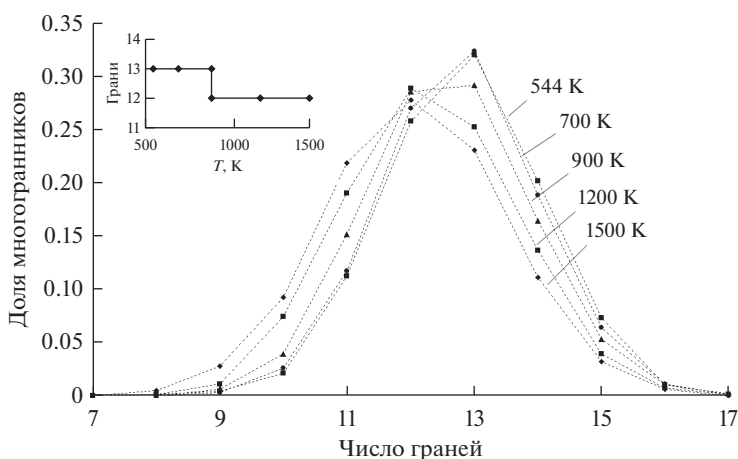 0.35
0.30
0.25
0.20
0.15
0.10
0.05
0
Доля многогранников
7
9
11
13
15
17
Число граней
14
13
12
11
Грани
500
1000
1500
T, K
544 K
700 K
900 K
1200 K
1500 K